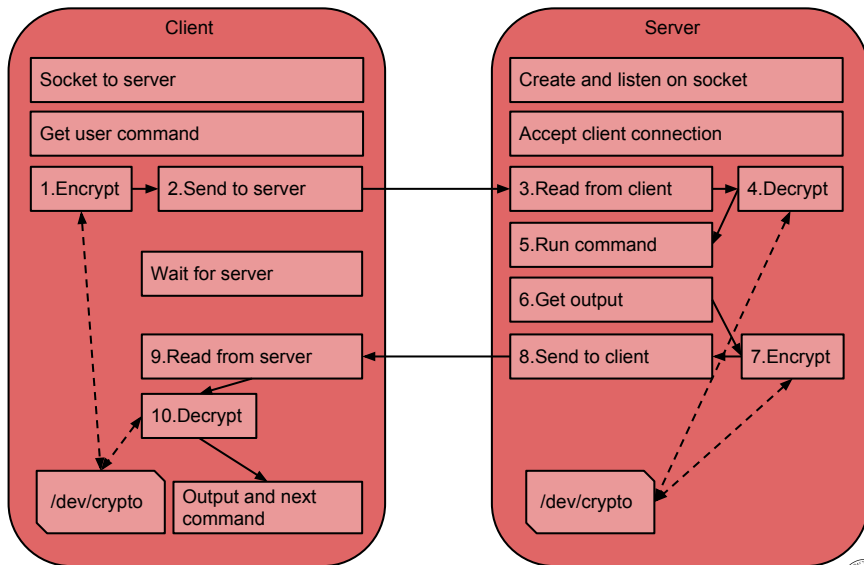 Client
Socket to server
Get user command
1.Encrypt
2.Send to server
Wait for server
9.Read from server
10.Decrypt
/dev/crypto
Output and next
command
Server
Create and listen on socket
Accept client connection
3.Read from client
4.Decrypt
5.Run command
6.Get output
7.Encrypt
8.Send to client
/dev/crypto